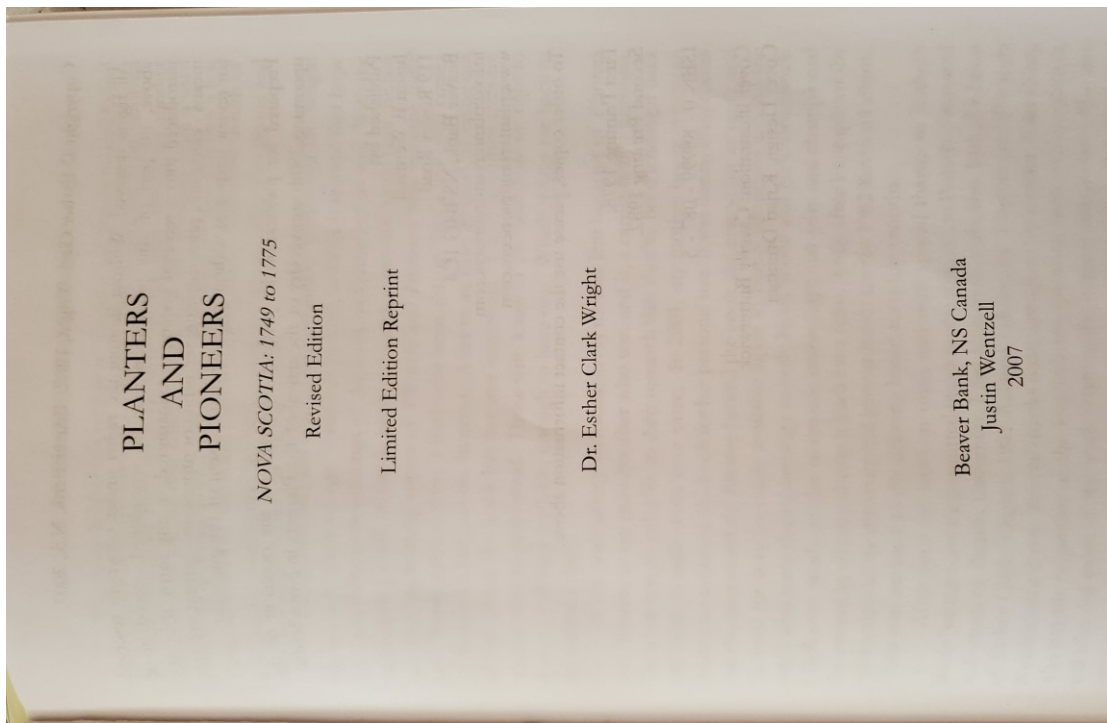 PLANTERS
AND
PIONEERS
NOVA SCOTIA: 1749 to 1775
Revised Edition
Limited Edition Reprint
Dr. Esther Clark Wright
Beaver Bank, NS Canada
Justin Wentzell
2007